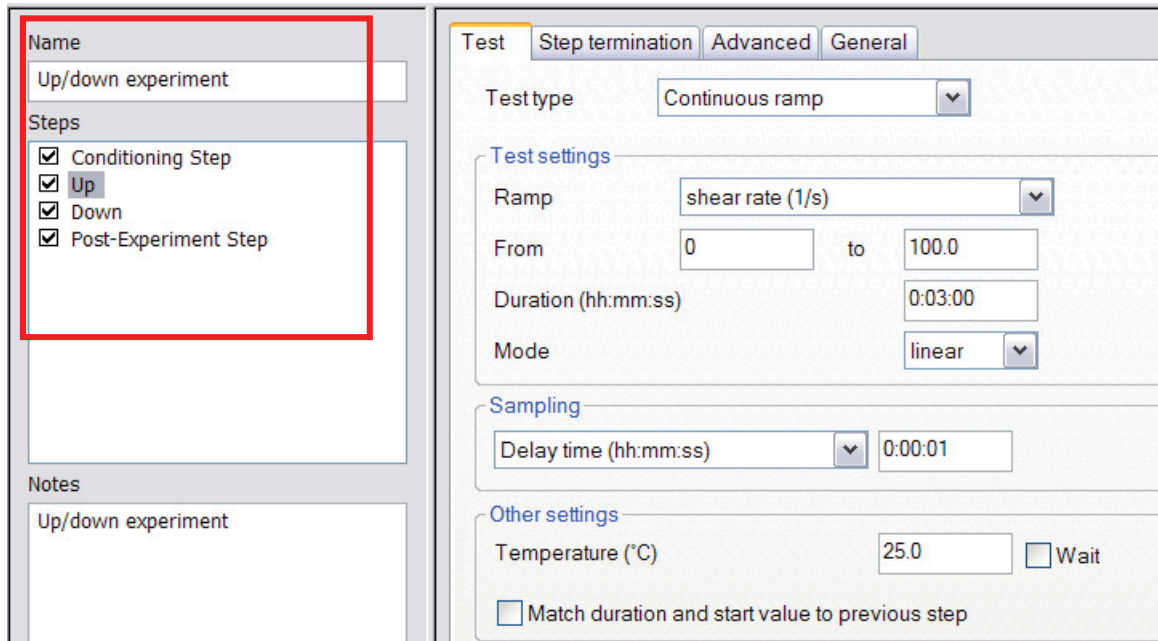 Name
Up/down experiment
Steps
Conditioning Step
Up
Down
Post-Experiment Step
Notes
Up/down experiment
Test Step termination Advanced General
Test type Continuous ramp
Test settings
Ramp shear rate (1/s)
From 0 to 100.0
Duration (hh:mm:ss) 0:03:00
Mode linear
Sampling
Delay time (hh:mm:ss) 0:00:01
Other settings
Temperature (°C) 25.0 Wait
Match duration and start value to previous step